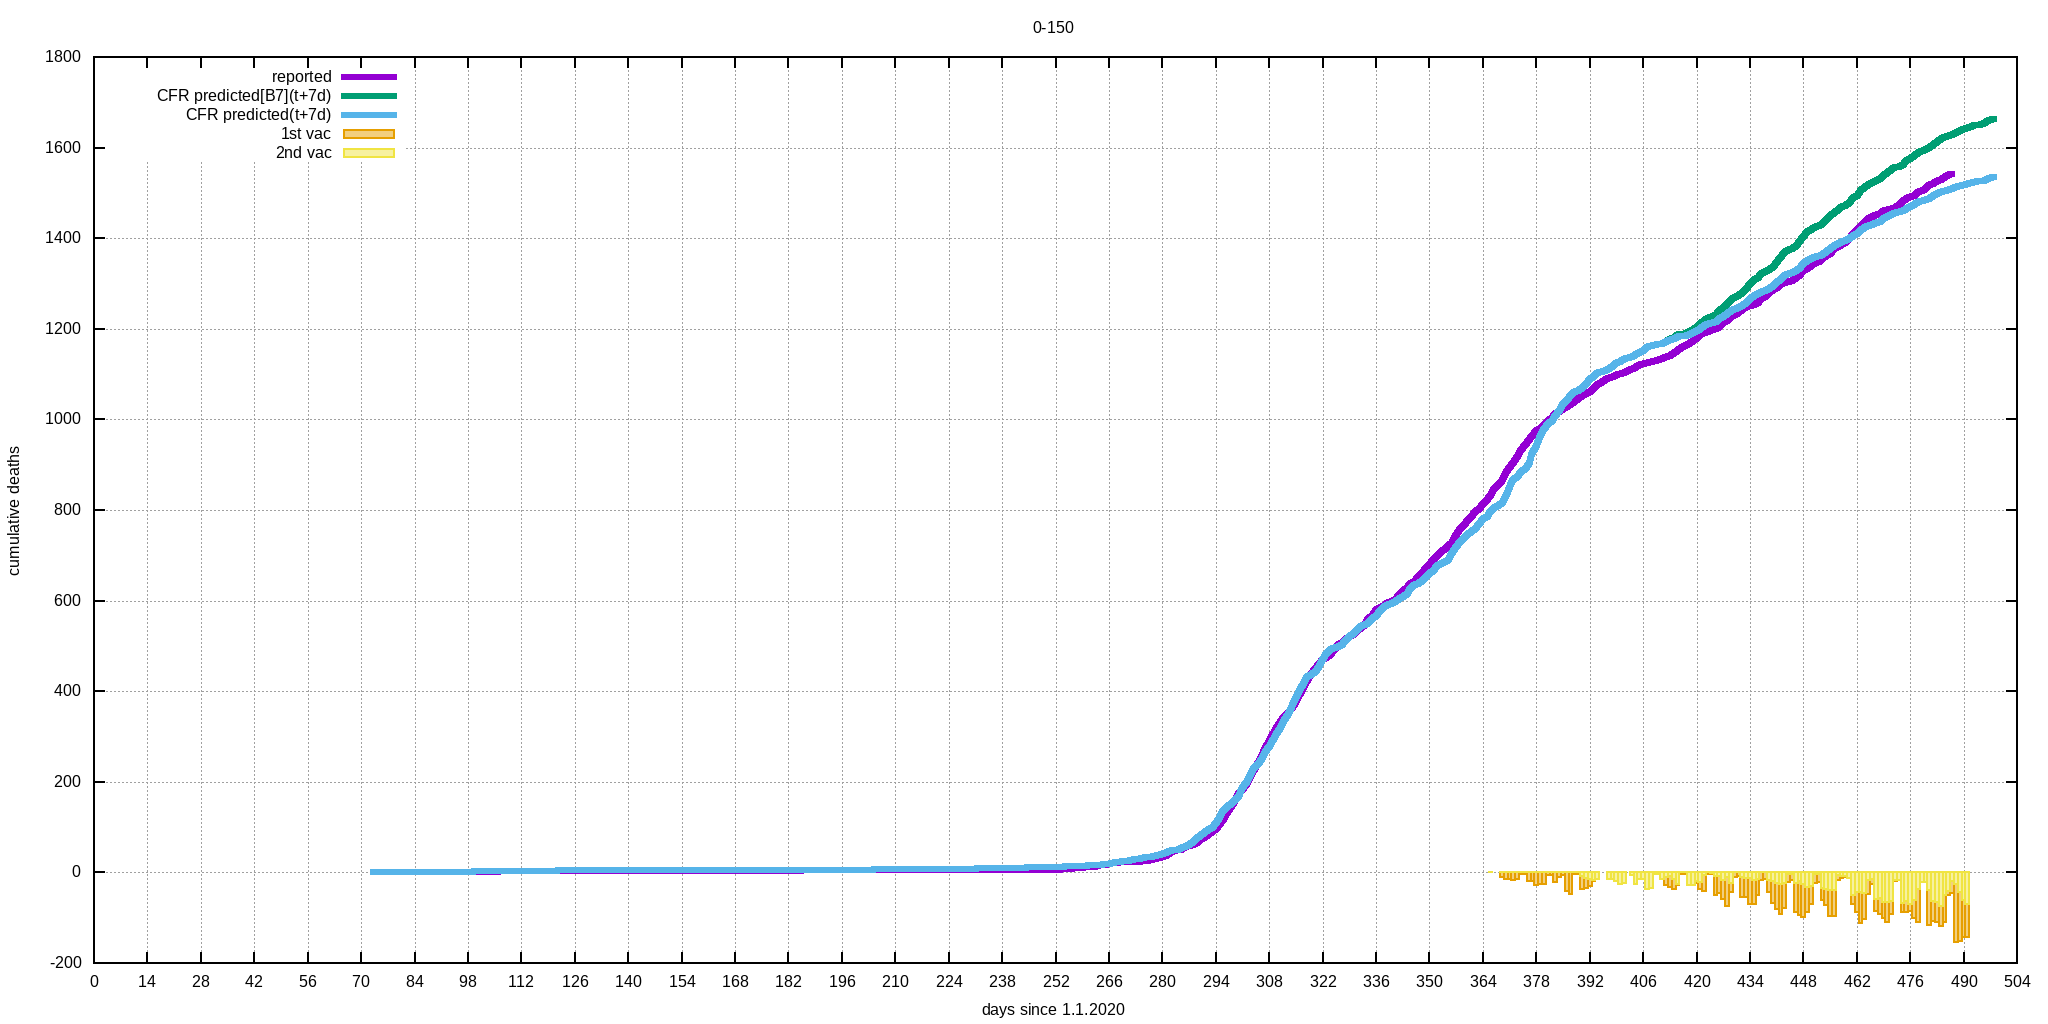 0-150
1800
1600
1400
1200
1000
800
600
400
200
0
-200
reported
CFR predicted[B7](t+7d)
CFR predicted(t+7d)
1st vac
2nd vac
cumulative deaths
0 14 28 42 56 70 84 98 112 126 140 154 168 182 196 210 224 238 252 266 280 294 308 322 336 350 364 378 392 406 420 434 448 462 476 490 504
days since 1.1.2020